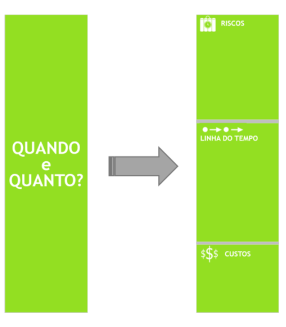 QUANDO
e
QUANTO?
RISCOS
LINHA DO TEMPO
$$$ CUSTOS